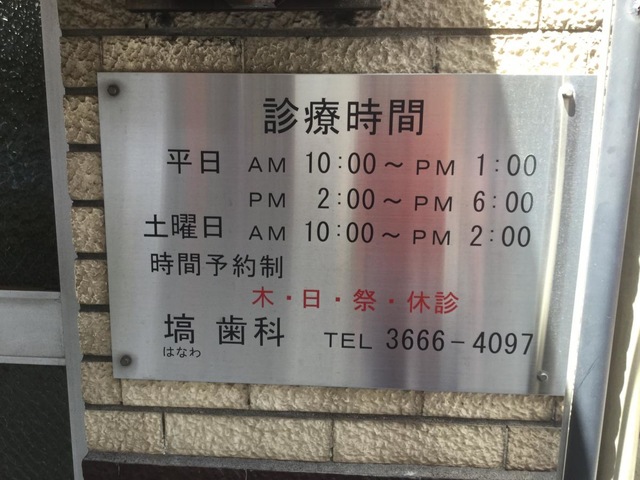 診療時間
平日 AM 10:00～PM 1:00
PM 2:00～PM 6:00
土曜日 AM 10:00～PM 2:00
時間予約制
木・日・祭・休診
塙歯科 TEL 3666-4097
はなわ